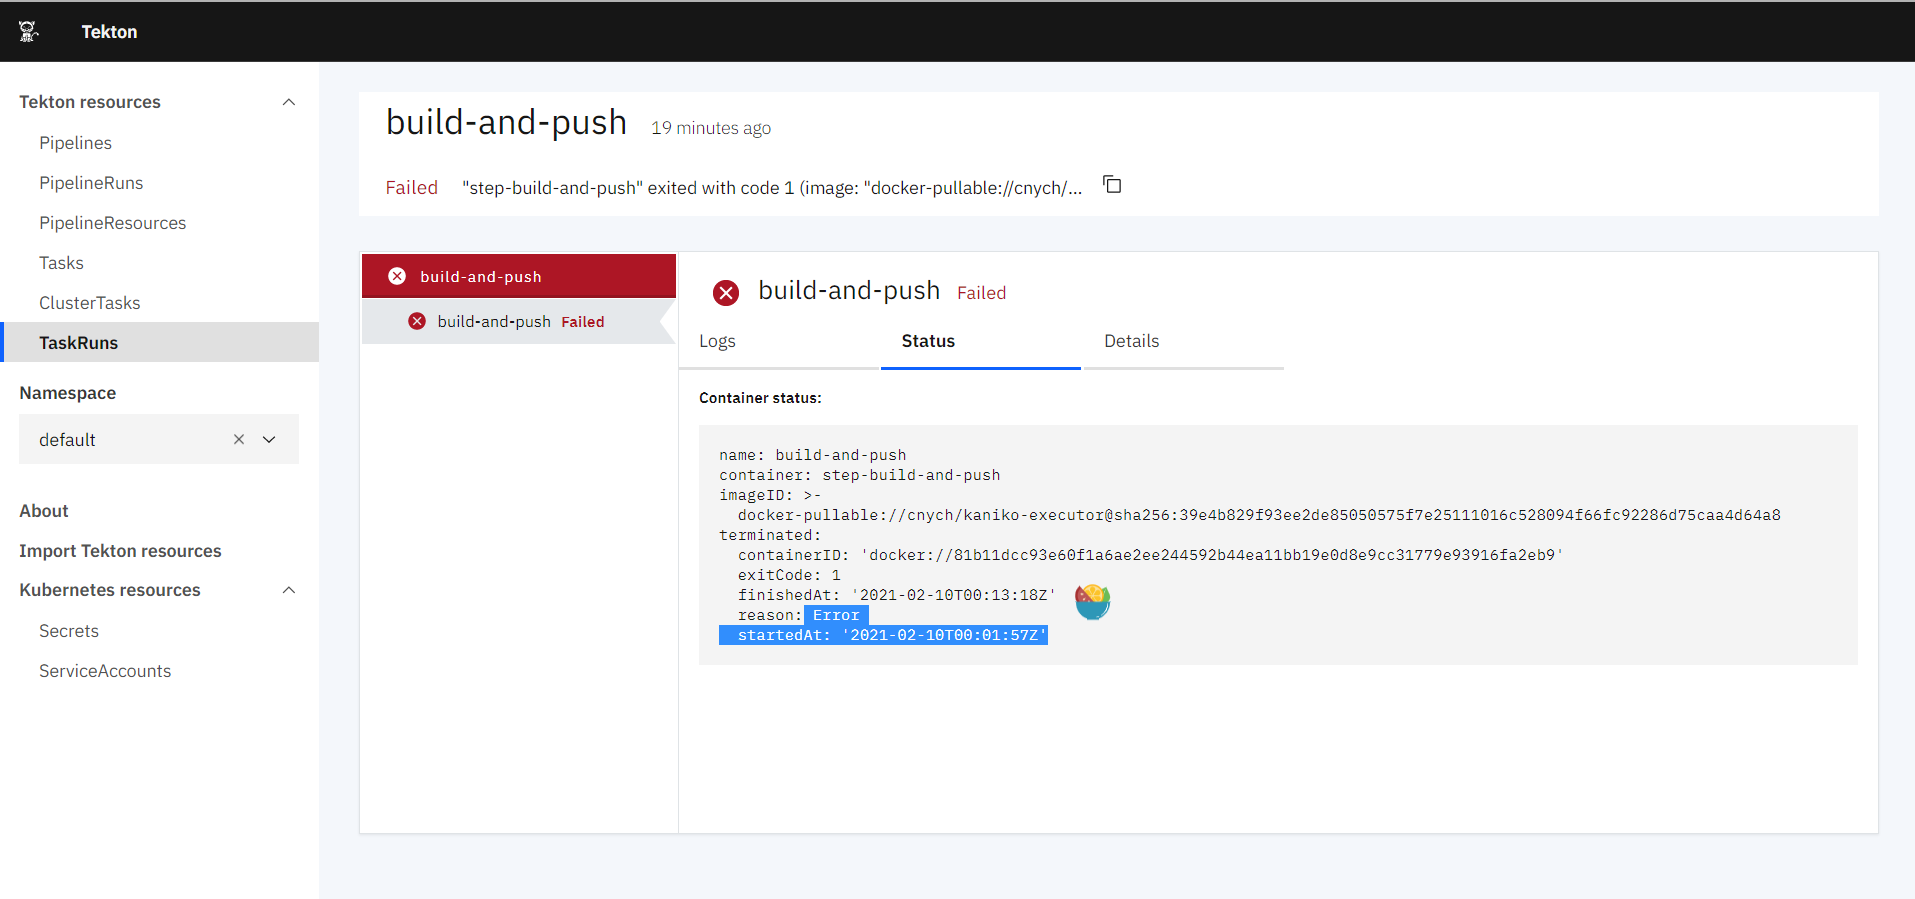 Tekton
Tekton resources
Pipelines
PipelineRuns
PipelineResources
Tasks
ClusterTasks
TaskRuns
Namespace
default
About
Import Tekton resources
Kubernetes resources
Secrets
ServiceAccounts
build-and-push 19 minutes ago
Failed "step-build-and-push" exited with code 1 (image: "docker-pullable://cnych/...
build-and-push
build-and-push Failed
build-and-push Failed
Logs Status Details
Container status:
name: build-and-push
container: step-build-and-push
imageID: >-
docker-pullable://cnych/kaniko-executor@sha256:39e4b829f93ee2de85050575f7e25111016c528094f66fc92286d75caa4d64a8
terminated:
containerID: 'docker://81b11dcc93e60f1a6ae2ee244592b44ea11bb19e0d8e9cc31779e93916fa2eb9'
exitCode: 1
finishedAt: '2021-02-10T00:13:18Z'
reason: Error
startedAt: '2021-02-10T00:01:57Z'